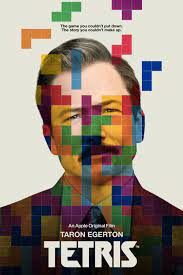 The game you couldn't put down.
The story you couldn't make up.
An Apple Original Film
TARON EGERTON
TETRIS